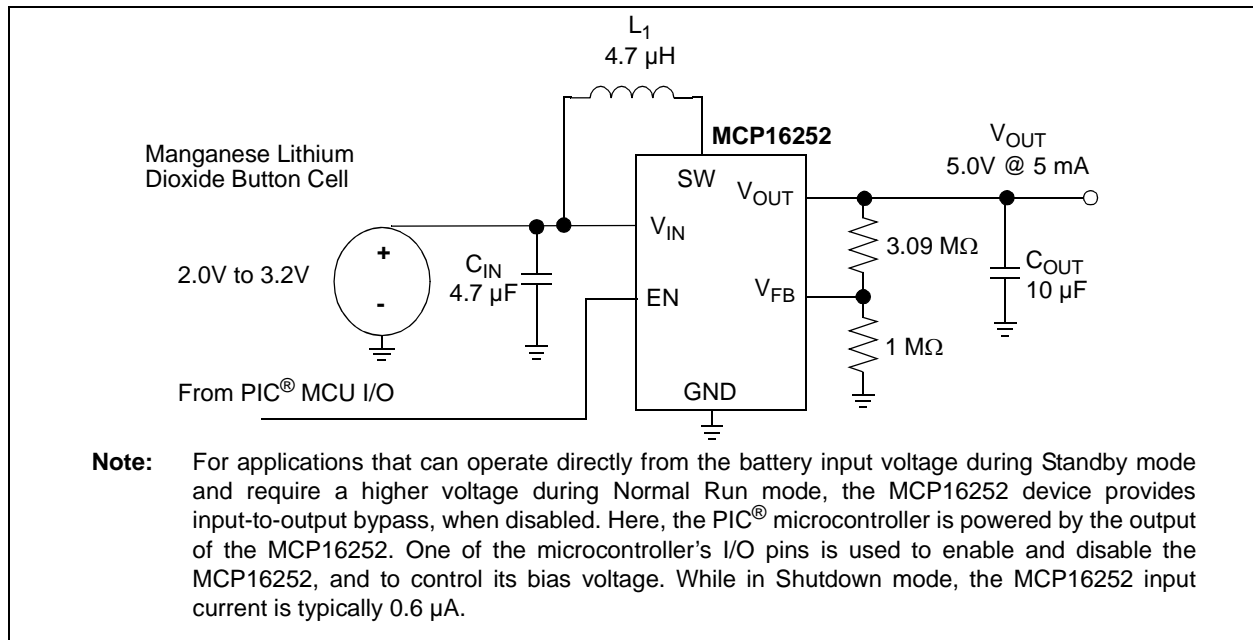 L1
4.7 µH
MCP16252
Manganese Lithium
Dioxide Button Cell
VOUT
5.0V @ 5 mA
SW
VOUT
VIN
+
-
2.0V to 3.2V
CIN
4.7 µF
3.09 MΩ
COUT
10 µF
EN
VFB
1 MΩ
From PIC® MCU I/O
GND
Note: For applications that can operate directly from the battery input voltage during Standby mode
and require a higher voltage during Normal Run mode, the MCP16252 device provides
input-to-output bypass, when disabled. Here, the PIC® microcontroller is powered by the output
of the MCP16252. One of the microcontroller's I/O pins is used to enable and disable the
MCP16252, and to control its bias voltage. While in Shutdown mode, the MCP16252 input
current is typically 0.6 µA.